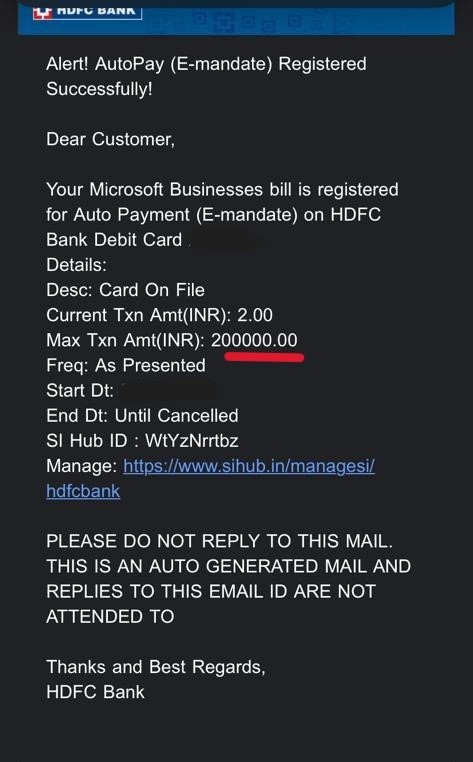 HDFC BANK
Alert! AutoPay (E-mandate) Registered
Successfully!
Dear Customer,
Your Microsoft Businesses bill is registered
for Auto Payment (E-mandate) on HDFC
Bank Debit Card
Details:
Desc: Card On File
Current Txn Amt(INR): 2.00
Max Txn Amt(INR): 200000.00
Freq: As Presented
Start Dt:
End Dt: Until Cancelled
SI Hub ID : WtYzNrrtbz
Manage: https://www.sihub.in/managesi/
hdfcbank
PLEASE DO NOT REPLY TO THIS MAIL.
THIS IS AN AUTO GENERATED MAIL AND
REPLIES TO THIS EMAIL ID ARE NOT
ATTENDED TO
Thanks and Best Regards,
HDFC Bank